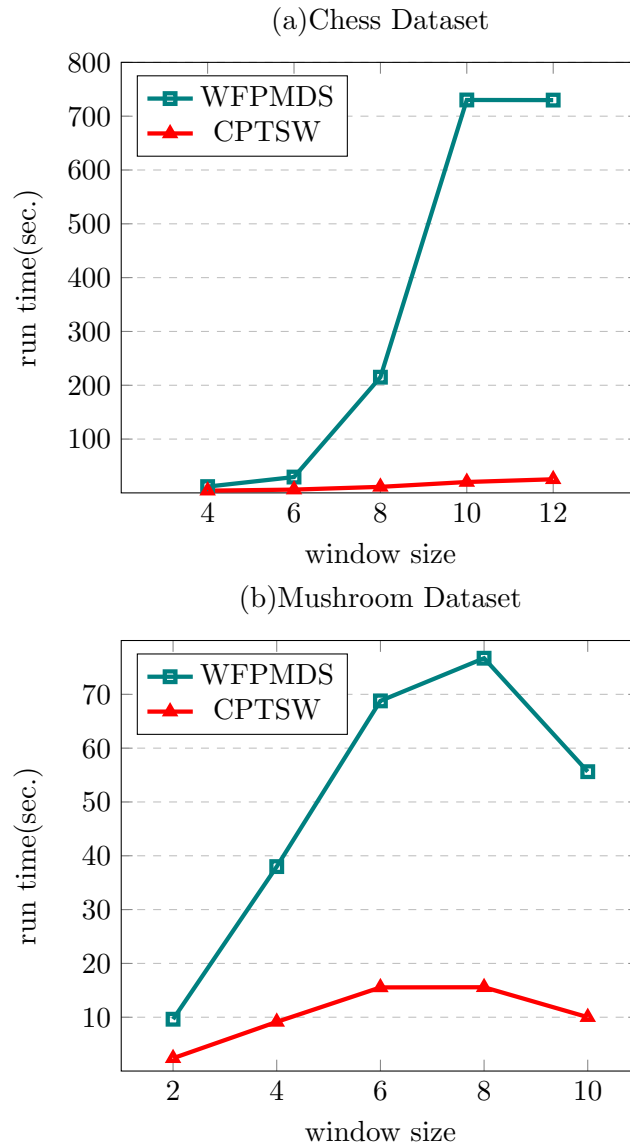 (a)Chess Dataset
800
700
600
500
400
300
200
100
WFPMDS
CPTSW
run time(sec.)
4 6 8 10 12
window size
(b)Mushroom Dataset
70
60
50
40
30
20
10
WFPMDS
CPTSW
run time(sec.)
2 4 6 8 10
window size